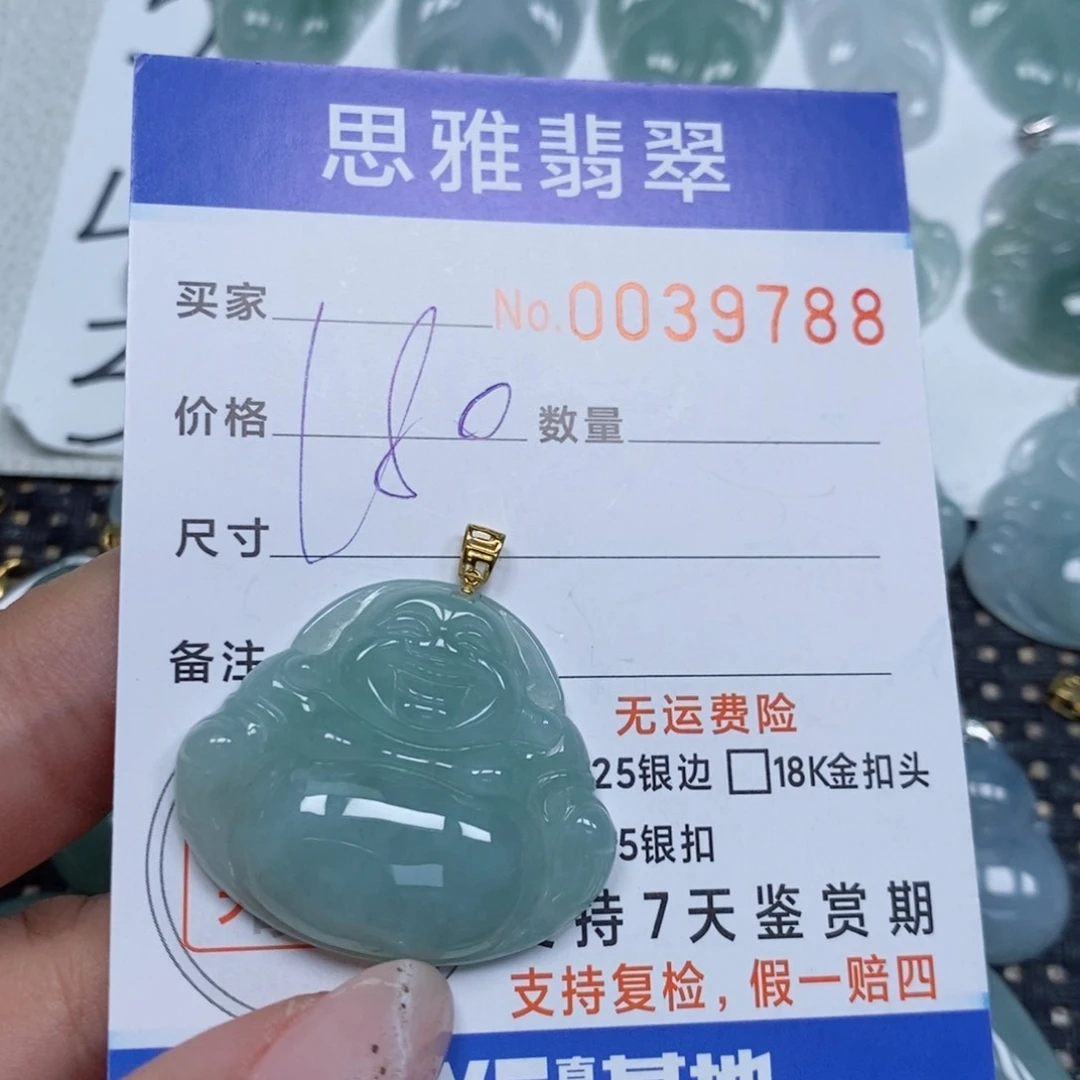 思雅翡翠
买家 No.0039788
价格 180 数量
尺寸
备注
无运费险
25银边 □18K金扣头
5银扣
持7天鉴赏期
支持复检，假一赔四
基地